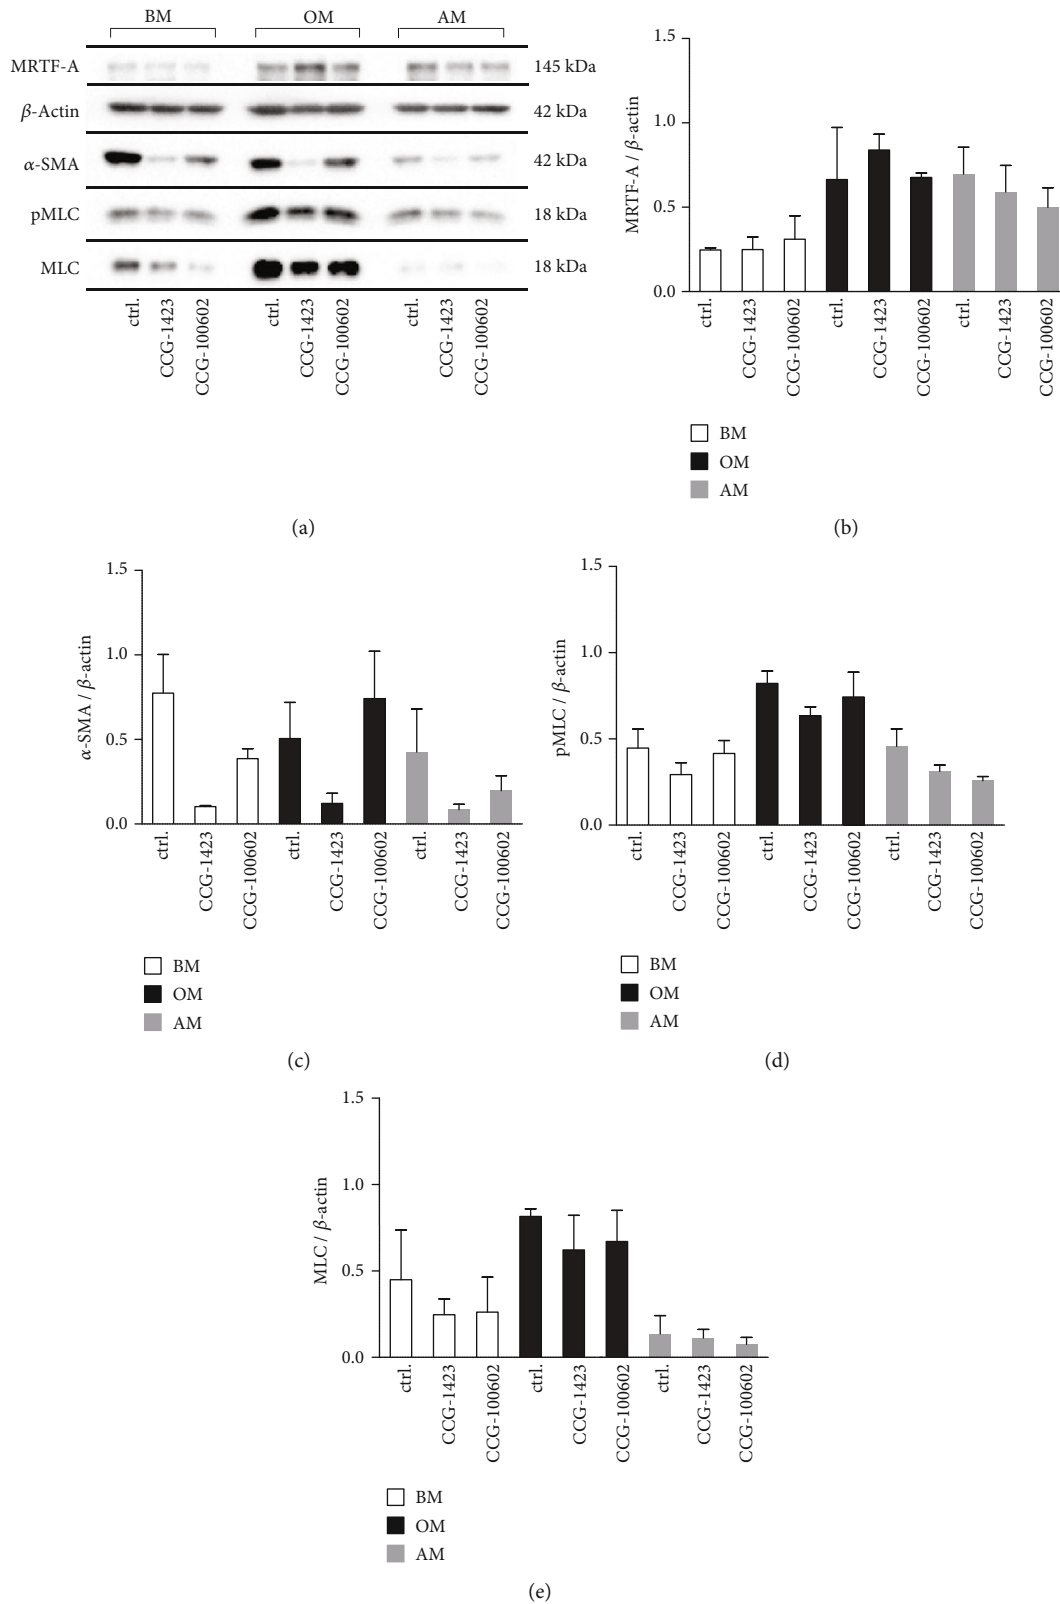 BM OM AM
MRTF-A 145 kDa
β-Actin 42 kDa
α-SMA 42 kDa
pMLC 18 kDa
MLC 18 kDa
ctrl. CCG-1423 CCG-100602 ctrl. CCG-1423 CCG-100602 ctrl. CCG-1423 CCG-100602
(a)
MRTF-A / β-actin
1.5
1.0
0.5
0.0
ctrl. CCG-1423 CCG-100602 ctrl. CCG-1423 CCG-100602 ctrl. CCG-1423 CCG-100602
BM
OM
AM
(b)
α-SMA / β-actin
1.5
1.0
0.5
0.0
ctrl. CCG-1423 CCG-100602 ctrl. CCG-1423 CCG-100602 ctrl. CCG-1423 CCG-100602
BM
OM
AM
(c)
pMLC / β-actin
1.5
1.0
0.5
0.0
ctrl. CCG-1423 CCG-100602 ctrl. CCG-1423 CCG-100602 ctrl. CCG-1423 CCG-100602
BM
OM
AM
(d)
MLC / β-actin
1.5
1.0
0.5
0.0
ctrl. CCG-1423 CCG-100602 ctrl. CCG-1423 CCG-100602 ctrl. CCG-1423 CCG-100602
BM
OM
AM
(e)